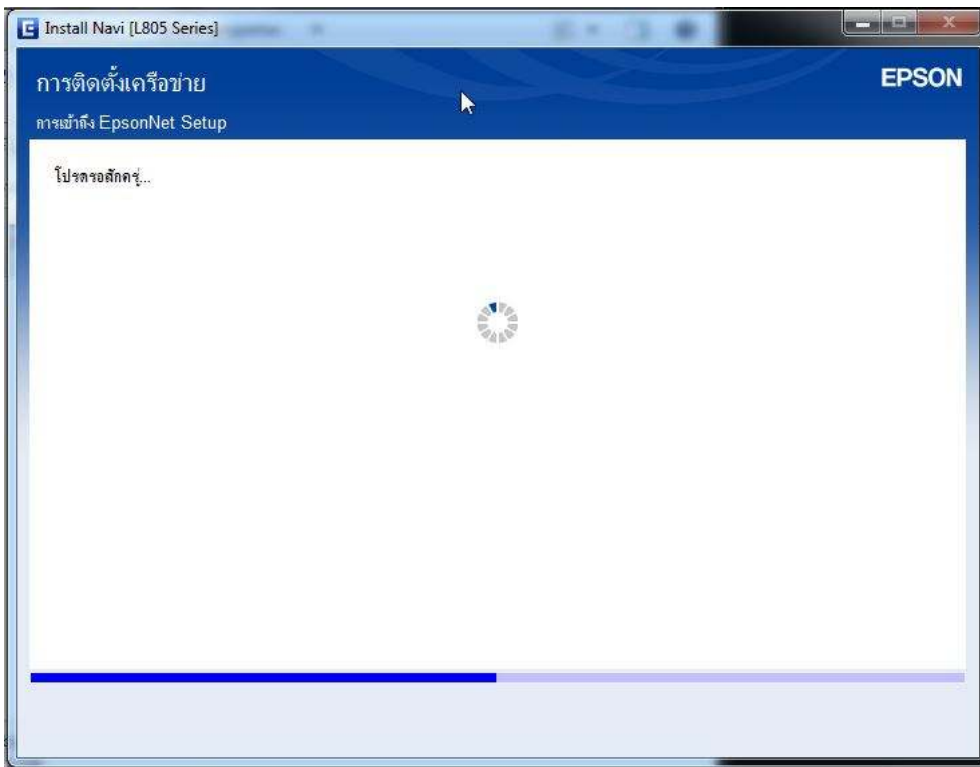 Install Navi [L805 Series]
การติดตั้งเครือข่าย
EPSON
การเข้าถึง EpsonNet Setup
โปรดรอสักครู่...